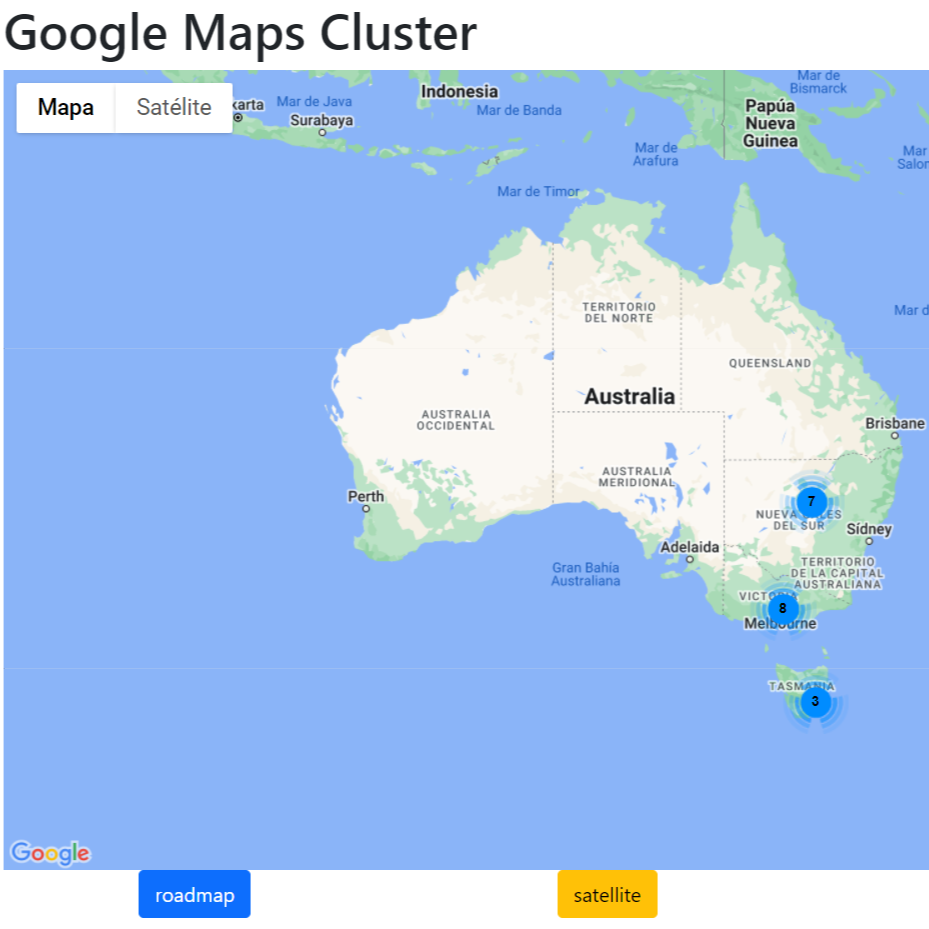 Google Maps Cluster
Mapa
Satélite
karta
Mar de Java
Surabaya
Indonesia
Mar de Banda
Mar de
Bismarck
Papúa
Nueva
Guinea
Mar de
Arafura
Mar
Mar de Timor
TERRITORIO
DEL NORTE
Mar d
QUEENSLAND
Australia
AUSTRALIA
OCCIDENTAL
Brisbane
AUSTRALIA
MERIDIONAL
Perth
7
NUEVA
DEL SUR
Sídney
Adelaida
TERRITORIO
DE LA CAPITAL
AUSTRALIANA
Gran Bahía
Australiana
VICTORIA
8
Melbourne
TASMANIA
3
Google
roadmap
satellite